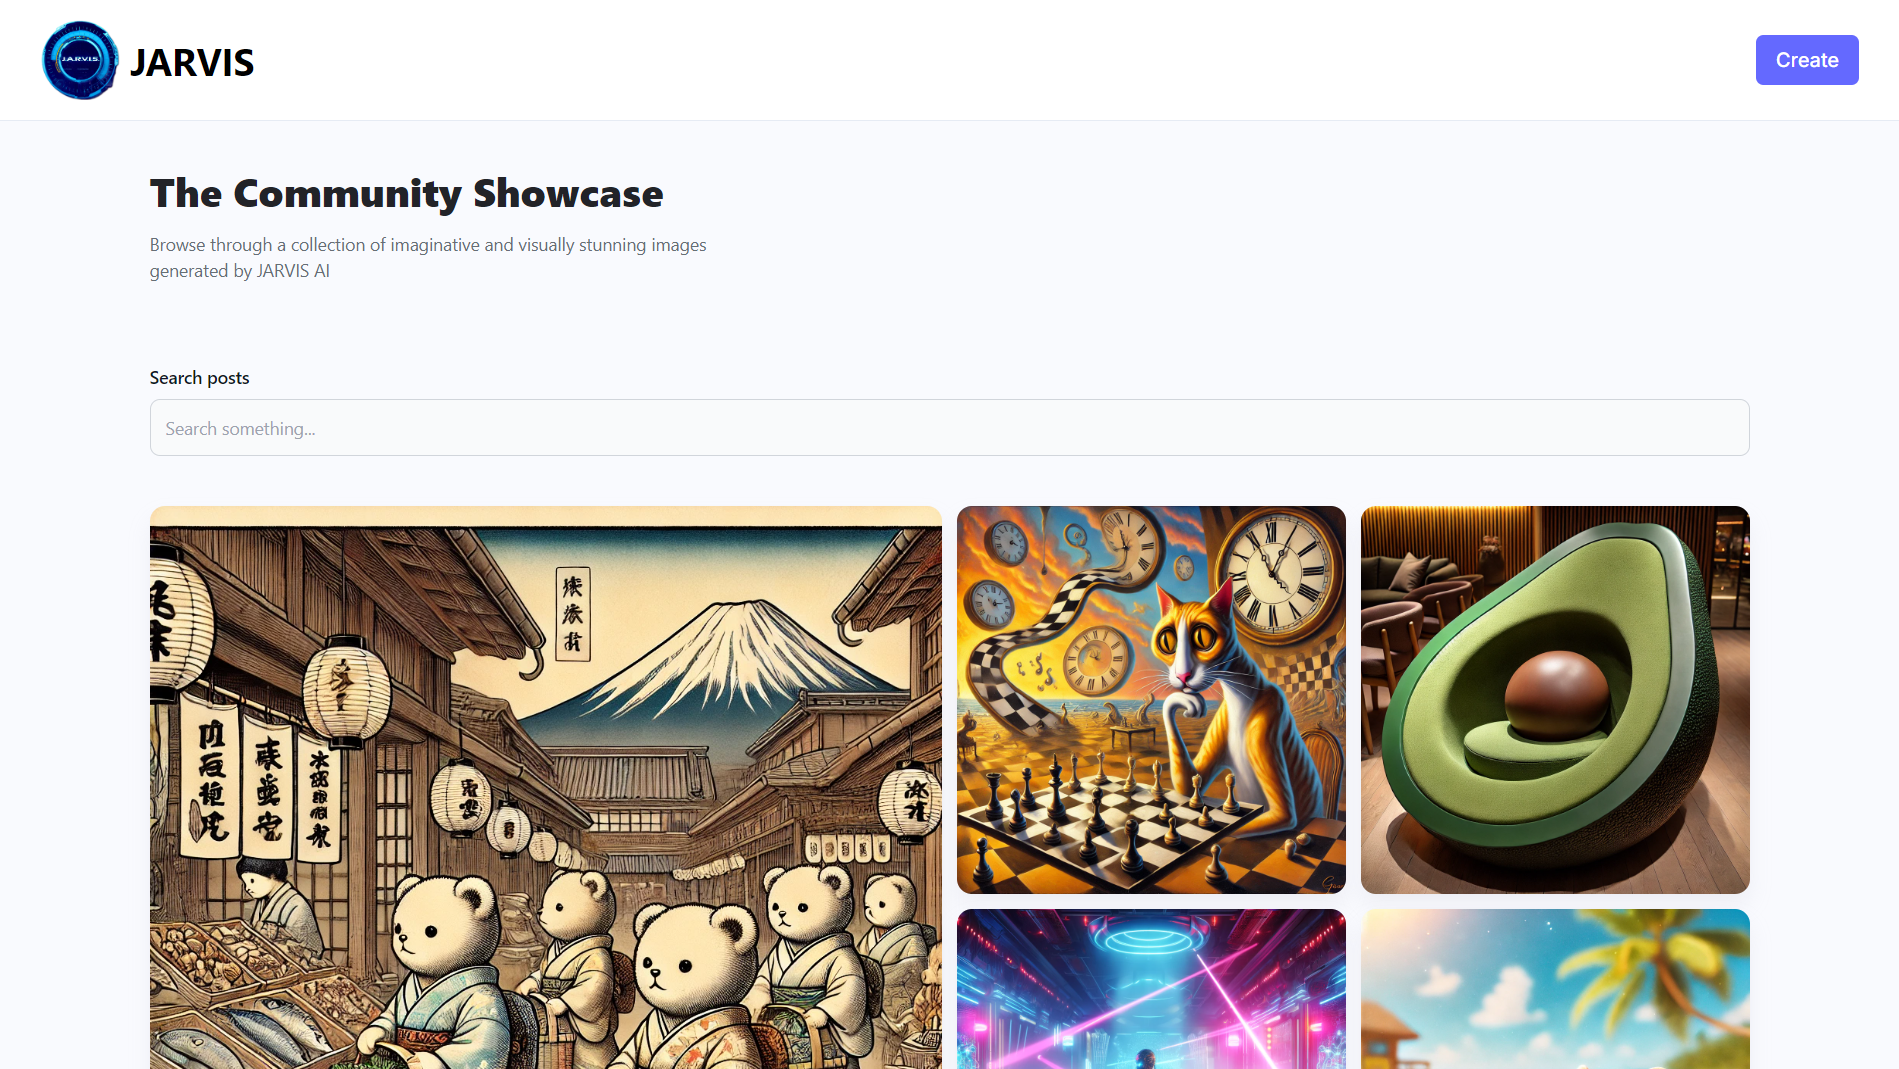 J.A.R.V.I.S.
JARVIS
Create
The Community Showcase
Browse through a collection of imaginative and visually stunning images
generated by JARVIS AI
Search posts
Search something...